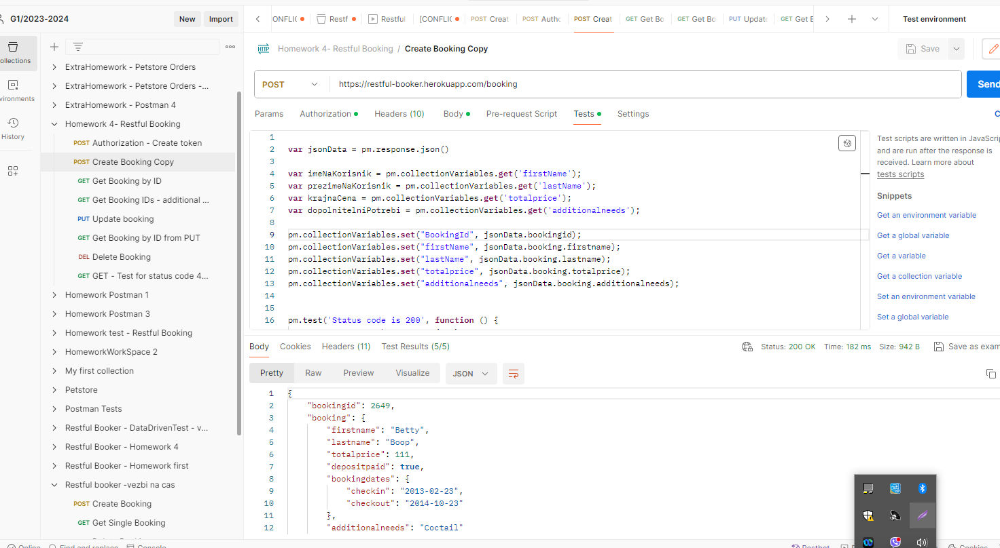 G1/2023-2024
New
Import
Restf
Restful
[CONFLIC
POST Creat
POST Autho
POST Creat
GET Get Bo
GET Get Bo
PUT Updat
GET Get B
Test environment
ollections
vironments
History
ExtraHomework - Petstore Orders
ExtraHomework - Petstore Orders -...
ExtraHomework - Postman 4
Homework 4- Restful Booking
POST Authorization - Create token
POST Create Booking Copy
GET Get Booking by ID
GET Get Booking IDs - additional ...
PUT Update booking
GET Get Booking by ID from PUT
DEL Delete Booking
GET GET - Test for status code 4...
Homework Postman 1
Homework Postman 3
Homework test - Restful Booking
HomeworkWorkSpace 2
My first collection
Petstore
Postman Tests
Restful Booker - DataDrivenTest - v...
Restful Booker - Homework 4
Restful Booker - Homework first
Restful booker -vezbi na cas
POST Create Booking
GET Get Single Booking
Online
Find and replace
Console
HTTP Homework 4- Restful Booking / Create Booking Copy
Save
POST https://restful-booker.herokuapp.com/booking
Send
Params Authorization Headers (10) Body Pre-request Script Tests Settings
1
2 var jsonData = pm.response.json()
3
4 var imeNaKorisnik = pm.collectionVariables.get('firstName');
5 var prezimeNaKorisnik = pm.collectionVariables.get('lastName');
6 var krajnaCena = pm.collectionVariables.get('totalprice');
7 var dopolnitelniPotrebi = pm.collectionVariables.get('additionalneeds');
8
9 pm.collectionVariables.set("BookingId", jsonData.bookingid);
10 pm.collectionVariables.set("firstName", jsonData.booking.firstname);
11 pm.collectionVariables.set("lastName", jsonData.booking.lastname);
12 pm.collectionVariables.set("totalprice", jsonData.booking.totalprice);
13 pm.collectionVariables.set("additionalneeds", jsonData.booking.additionalneeds);
14
15
16 pm.test('Status code is 200', function () {
Test scripts are written in JavaScrip
and are run after the response is
received. Learn more about
tests scripts
Snippets
Get an environment variable
Get a global variable
Get a variable
Get a collection variable
Set an environment variable
Set a global variable
Body Cookies Headers (11) Test Results (5/5)
Status: 200 OK Time: 182 ms Size: 942 B Save as exam
Pretty Raw Preview Visualize JSON
1 {
2 "bookingid": 2649,
3 "booking": {
4 "firstname": "Betty",
5 "lastname": "Boop",
6 "totalprice": 111,
7 "depositpaid": true,
8 "bookingdates": {
9 "checkin": "2013-02-23",
10 "checkout": "2014-10-23"
11 },
12 "additionalneeds": "Coctail"
Postbot
Cookies